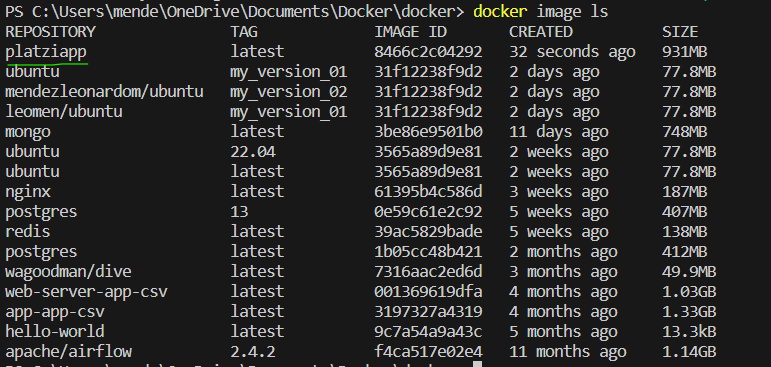 PS C:\Users\mende\OneDrive\Documents\Docker\docker> docker image ls
REPOSITORY TAG IMAGE ID CREATED SIZE
platziapp latest 8466c2c04292 32 seconds ago 931MB
ubuntu my_version_01 31f12238f9d2 2 days ago 77.8MB
mendezleonardom/ubuntu my_version_02 31f12238f9d2 2 days ago 77.8MB
leomen/ubuntu my_version_01 31f12238f9d2 2 days ago 77.8MB
mongo latest 3be86e9501b0 11 days ago 748MB
ubuntu 22.04 3565a89d9e81 2 weeks ago 77.8MB
ubuntu latest 3565a89d9e81 2 weeks ago 77.8MB
nginx latest 61395b4c586d 3 weeks ago 187MB
postgres 13 0e59c61e2c92 5 weeks ago 407MB
redis latest 39ac5829bade 5 weeks ago 138MB
postgres latest 1b05cc48b421 2 months ago 412MB
wagoodman/dive latest 7316aac2ed6d 3 months ago 49.9MB
web-server-app-csv latest 001369619dfa 4 months ago 1.03GB
app-app-csv latest 3197327a4319 4 months ago 1.33GB
hello-world latest 9c7a54a9a43c 5 months ago 13.3kB
apache/airflow 2.4.2 f4ca517e02e4 11 months ago 1.14GB